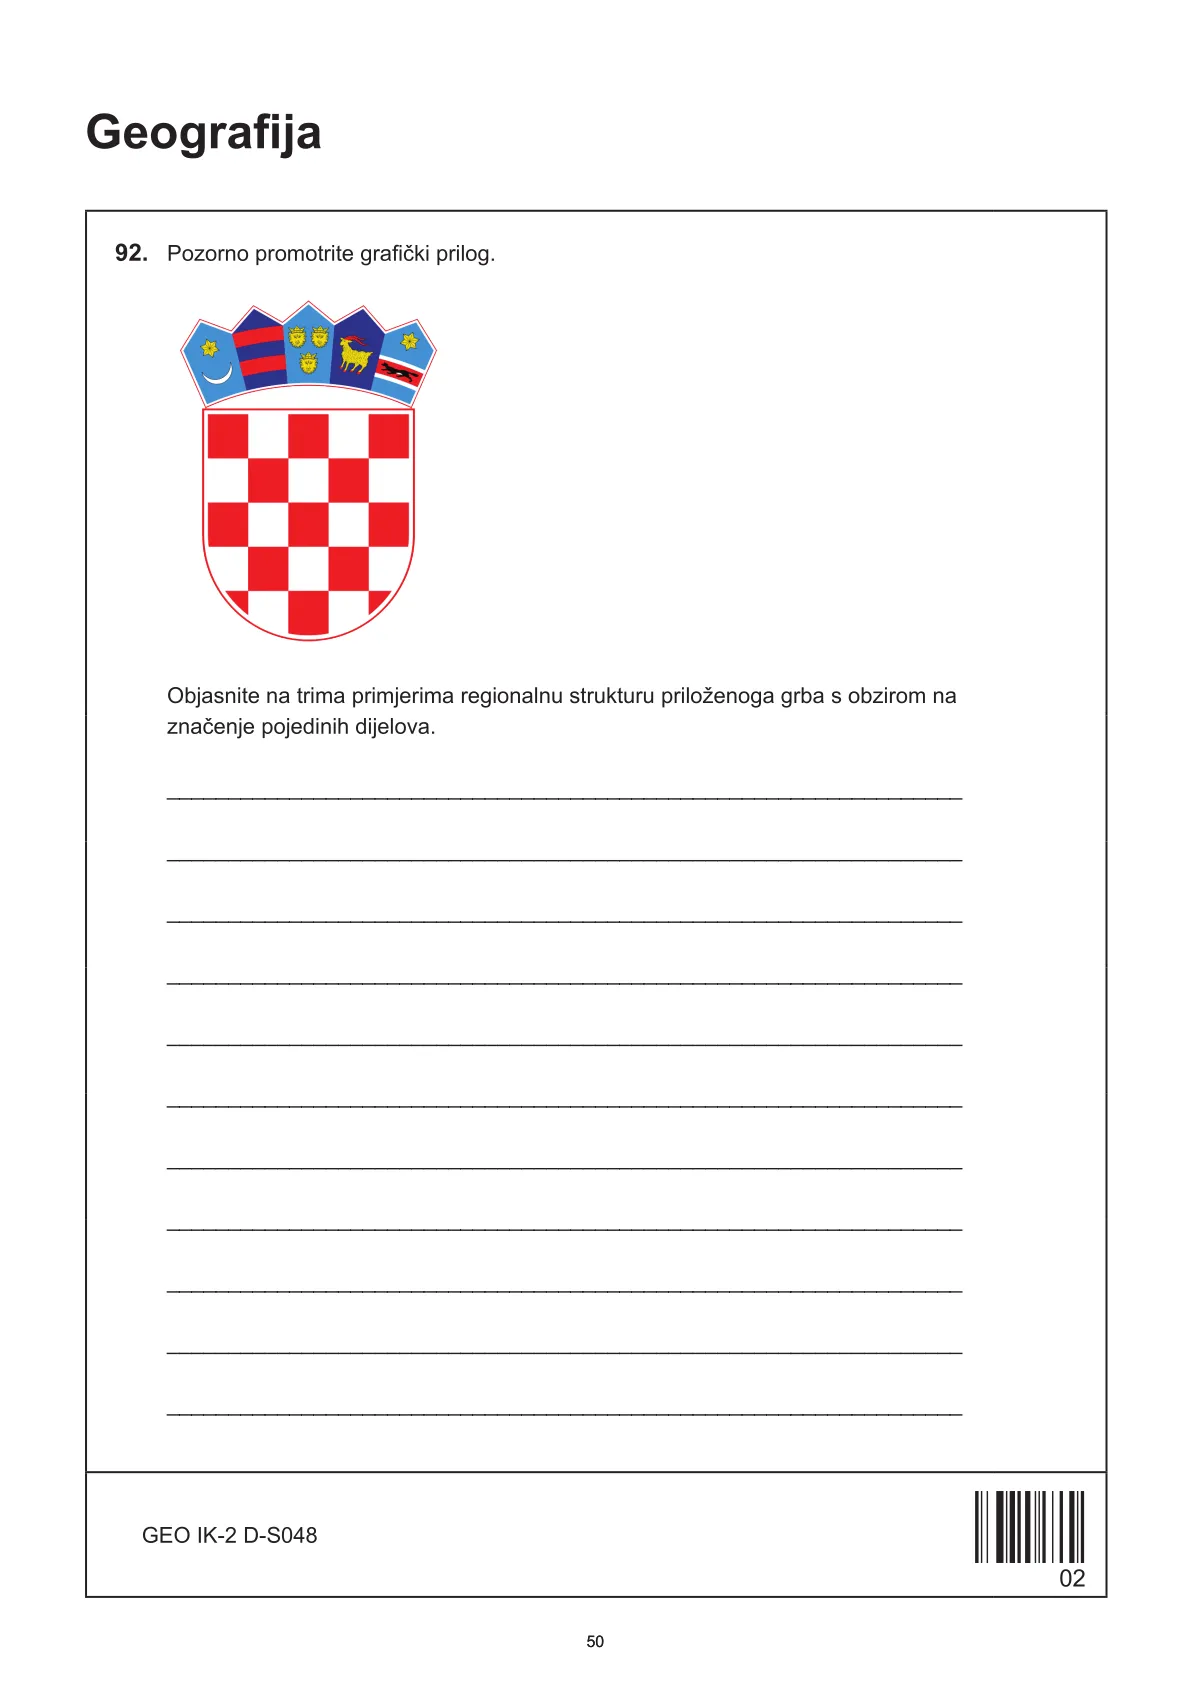 Geografija
92. Pozorno promotrite grafički prilog.
Objasnite na trima primjerima regionalnu strukturu priloženoga grba s obzirom na
značenje pojedinih dijelova.
GEO IK-2 D-S048
02
50